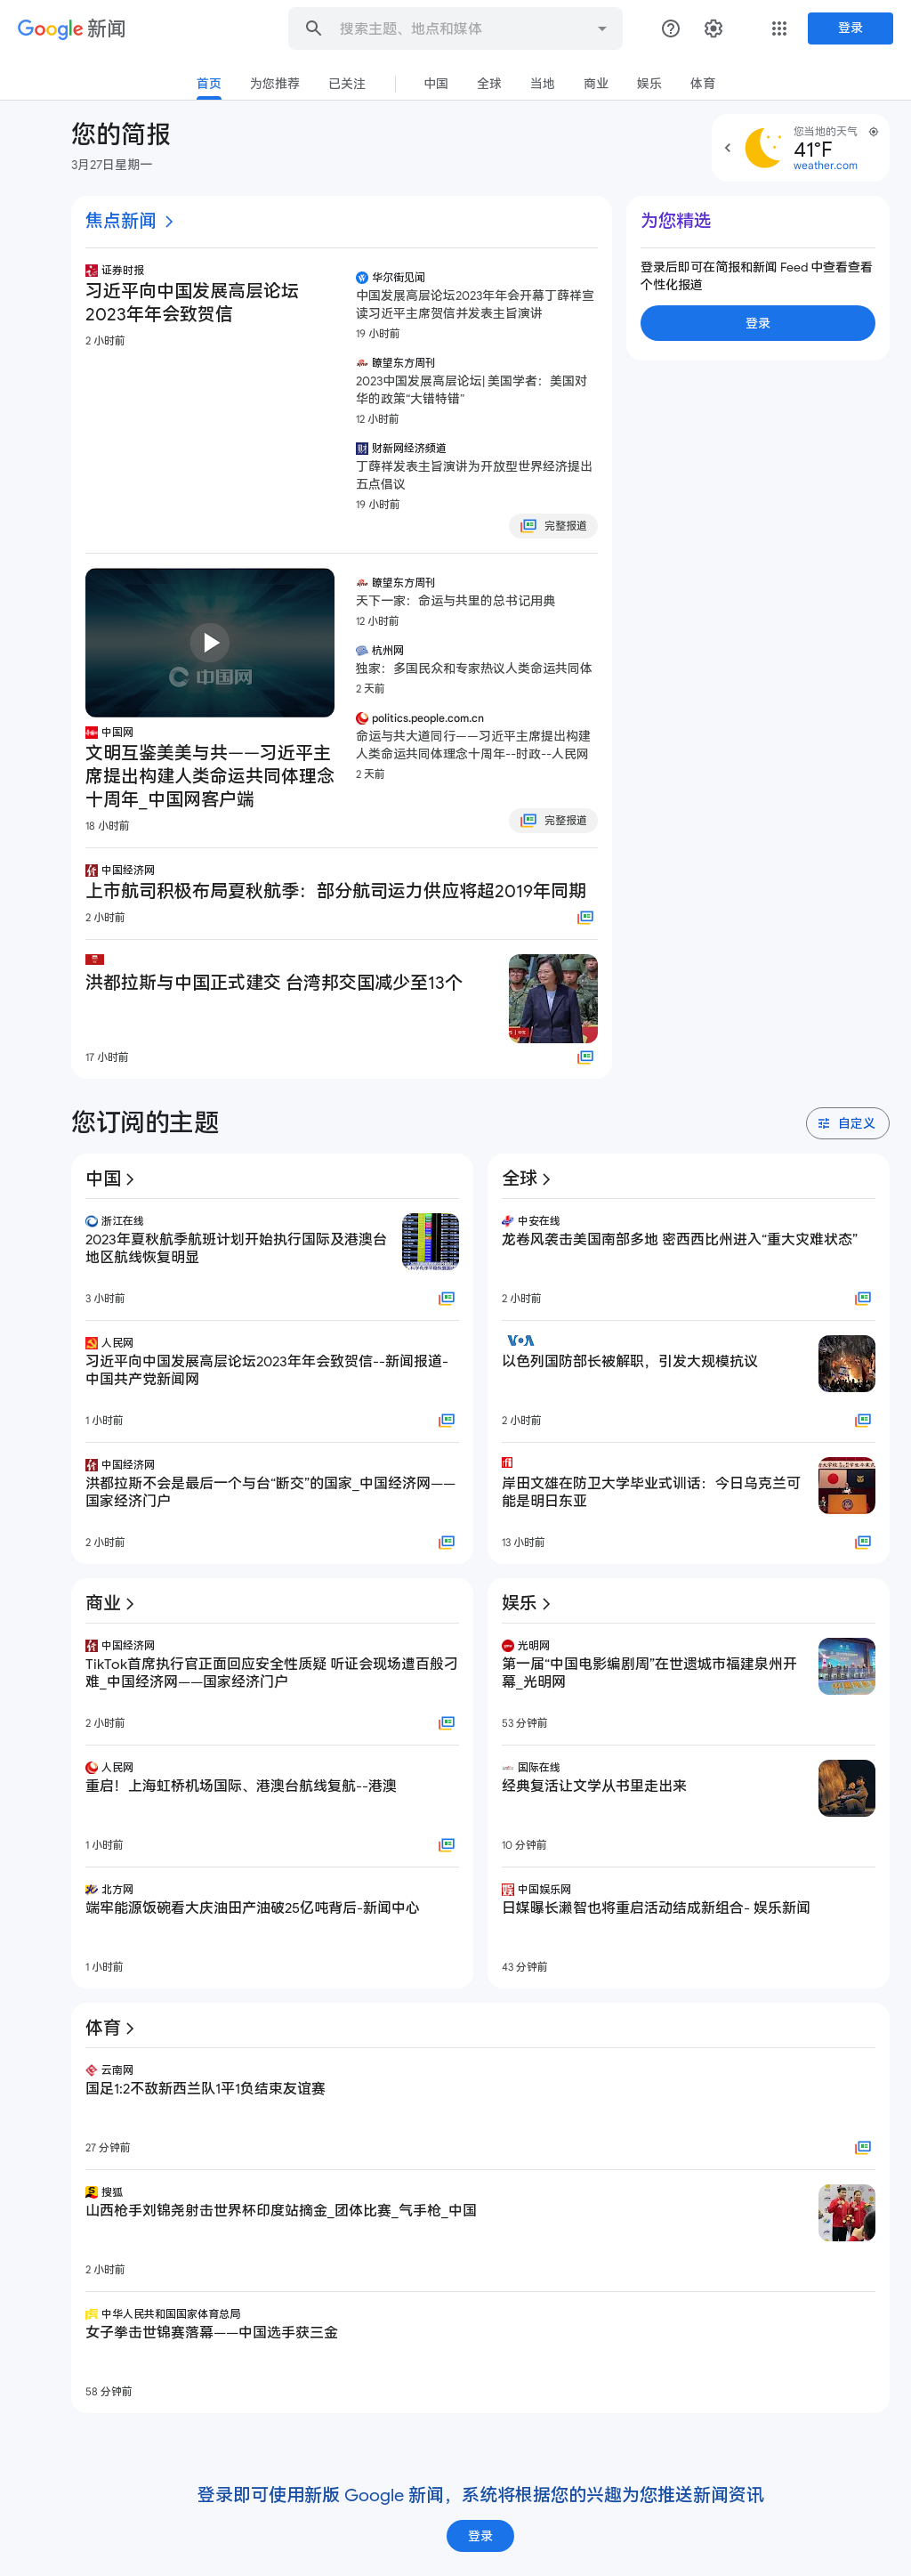 Google 新闻
搜索主题、地点和媒体
登录
首页 为您推荐 已关注 中国 全球 当地 商业 娱乐 体育
您的简报
3月27日星期一
您当地的天气
41°F
weather.com
焦点新闻
证券时报
习近平向中国发展高层论坛
2023年年会致贺信
2 小时前
华尔街见闻
中国发展高层论坛2023年年会开幕丁薛祥宣
读习近平主席贺信并发表主旨演讲
19 小时前
瞭望东方周刊
2023中国发展高层论坛| 美国学者：美国对
华的政策“大错特错”
12 小时前
财新网经济频道
丁薛祥发表主旨演讲为开放型世界经济提出
五点倡议
19 小时前
完整报道
为您精选
登录后即可在简报和新闻 Feed 中查看查看
个性化报道
登录
中国网
中国网
文明互鉴美美与共——习近平主
席提出构建人类命运共同体理念
十周年_中国网客户端
18 小时前
瞭望东方周刊
天下一家：命运与共里的总书记用典
12 小时前
杭州网
独家：多国民众和专家热议人类命运共同体
2 天前
politics.people.com.cn
命运与共大道同行——习近平主席提出构建
人类命运共同体理念十周年--时政--人民网
2 天前
完整报道
中国经济网
上市航司积极布局夏秋航季：部分航司运力供应将超2019年同期
2 小时前
洪都拉斯与中国正式建交 台湾邦交国减少至13个
17 小时前
您订阅的主题
自定义
中国
浙江在线
2023年夏秋航季航班计划开始执行国际及港澳台
地区航线恢复明显
3 小时前
人民网
习近平向中国发展高层论坛2023年年会致贺信--新闻报道-
中国共产党新闻网
1 小时前
中国经济网
洪都拉斯不会是最后一个与台“断交”的国家_中国经济网——
国家经济门户
2 小时前
全球
中安在线
龙卷风袭击美国南部多地 密西西比州进入“重大灾难状态”
2 小时前
VOA
以色列国防部长被解职，引发大规模抗议
2 小时前
rfi
岸田文雄在防卫大学毕业式训话：今日乌克兰可
能是明日东亚
13 小时前
商业
中国经济网
TikTok首席执行官正面回应安全性质疑 听证会现场遭百般刁
难_中国经济网——国家经济门户
2 小时前
人民网
重启！上海虹桥机场国际、港澳台航线复航--港澳
1 小时前
北方网
端牢能源饭碗看大庆油田产油破25亿吨背后-新闻中心
1 小时前
娱乐
光明网
第一届“中国电影编剧周”在世遗城市福建泉州开
幕_光明网
53 分钟前
国际在线
经典复活让文学从书里走出来
10 分钟前
中国娱乐网
日媒曝长濑智也将重启活动结成新组合- 娱乐新闻
43 分钟前
体育
云南网
国足1:2不敌新西兰队1平1负结束友谊赛
27 分钟前
搜狐
山西枪手刘锦尧射击世界杯印度站摘金_团体比赛_气手枪_中国
2 小时前
中华人民共和国国家体育总局
女子拳击世锦赛落幕——中国选手获三金
58 分钟前
登录即可使用新版 Google 新闻，系统将根据您的兴趣为您推送新闻资讯
登录